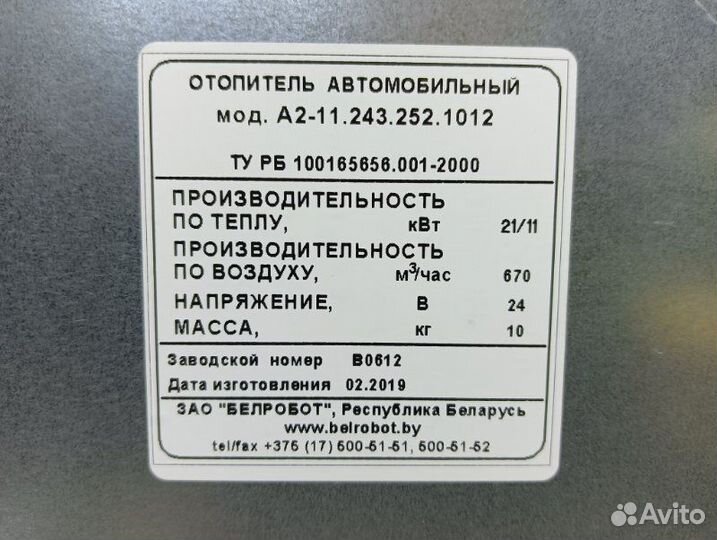 ОТОПИТЕЛЬ АВТОМОБИЛЬНЫЙ
мод. А2-11.243.252.1012
ТУ РБ 100165656.001-2000
ПРОИЗВОДИТЕЛЬНОСТЬ
ПО ТЕПЛУ, кВт 21/11
ПРОИЗВОДИТЕЛЬНОСТЬ
ПО ВОЗДУХУ, м³/час 670
НАПРЯЖЕНИЕ, В 24
МАССА, кг 10
Заводской номер В0612
Дата изготовления 02.2019
ЗАО "БЕЛРОБОТ", Республика Беларусь
www.belrobot.by
tel/fax +375 (17) 500-51-51, 500-51-52
Avito